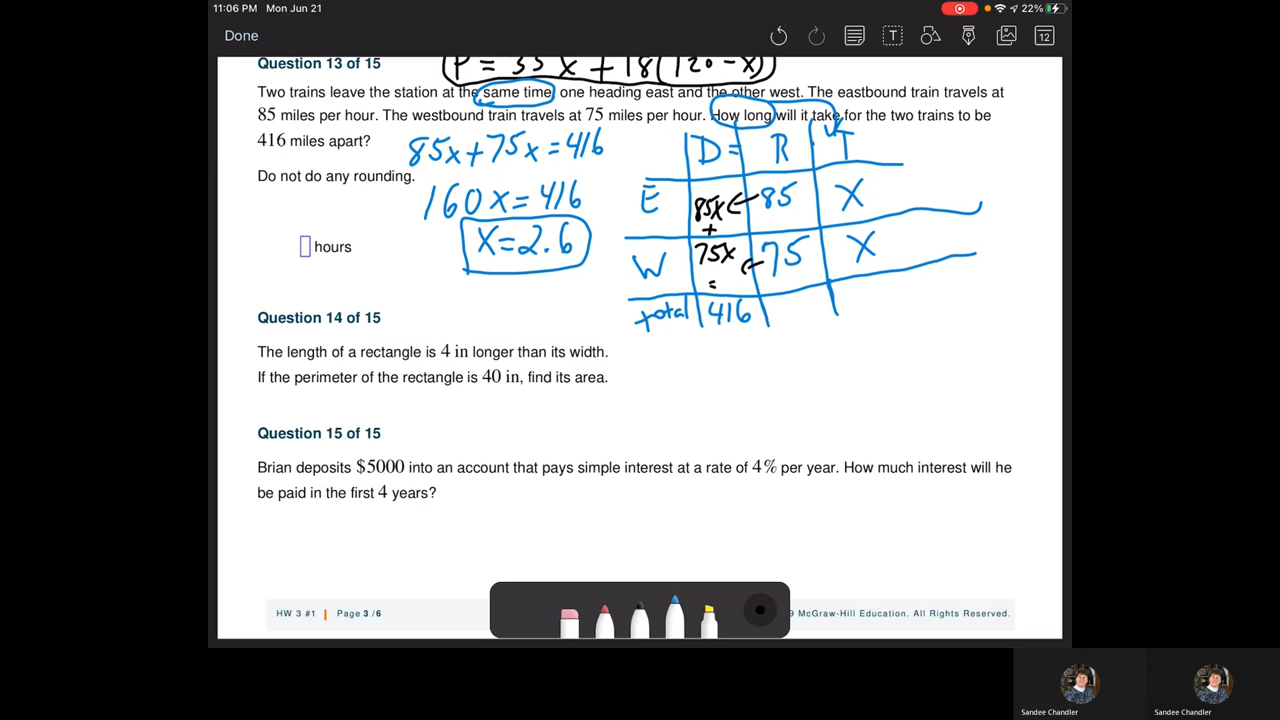 11:06 PM Mon Jun 21
22%
Done
T
12
P = 35x + 18(120-x)
Question 13 of 15
Two trains leave the station at the same time, one heading east and the other west. The eastbound train travels at
85 miles per hour. The westbound train travels at 75 miles per hour. How long will it take for the two trains to be
416 miles apart?
85x+75x=416
D= R T
Do not do any rounding.
160x=416
E 85x 85 X
+
hours
x=2.6
W 75x 75 X
=
total 416
Question 14 of 15
The length of a rectangle is 4 in longer than its width.
If the perimeter of the rectangle is 40 in, find its area.
Question 15 of 15
Brian deposits $5000 into an account that pays simple interest at a rate of 4% per year. How much interest will he
be paid in the first 4 years?
HW 3 #1 | Page 3 /6
9 McGraw-Hill Education. All Rights Reserved.
Sandee Chandler
Sandee Chandler